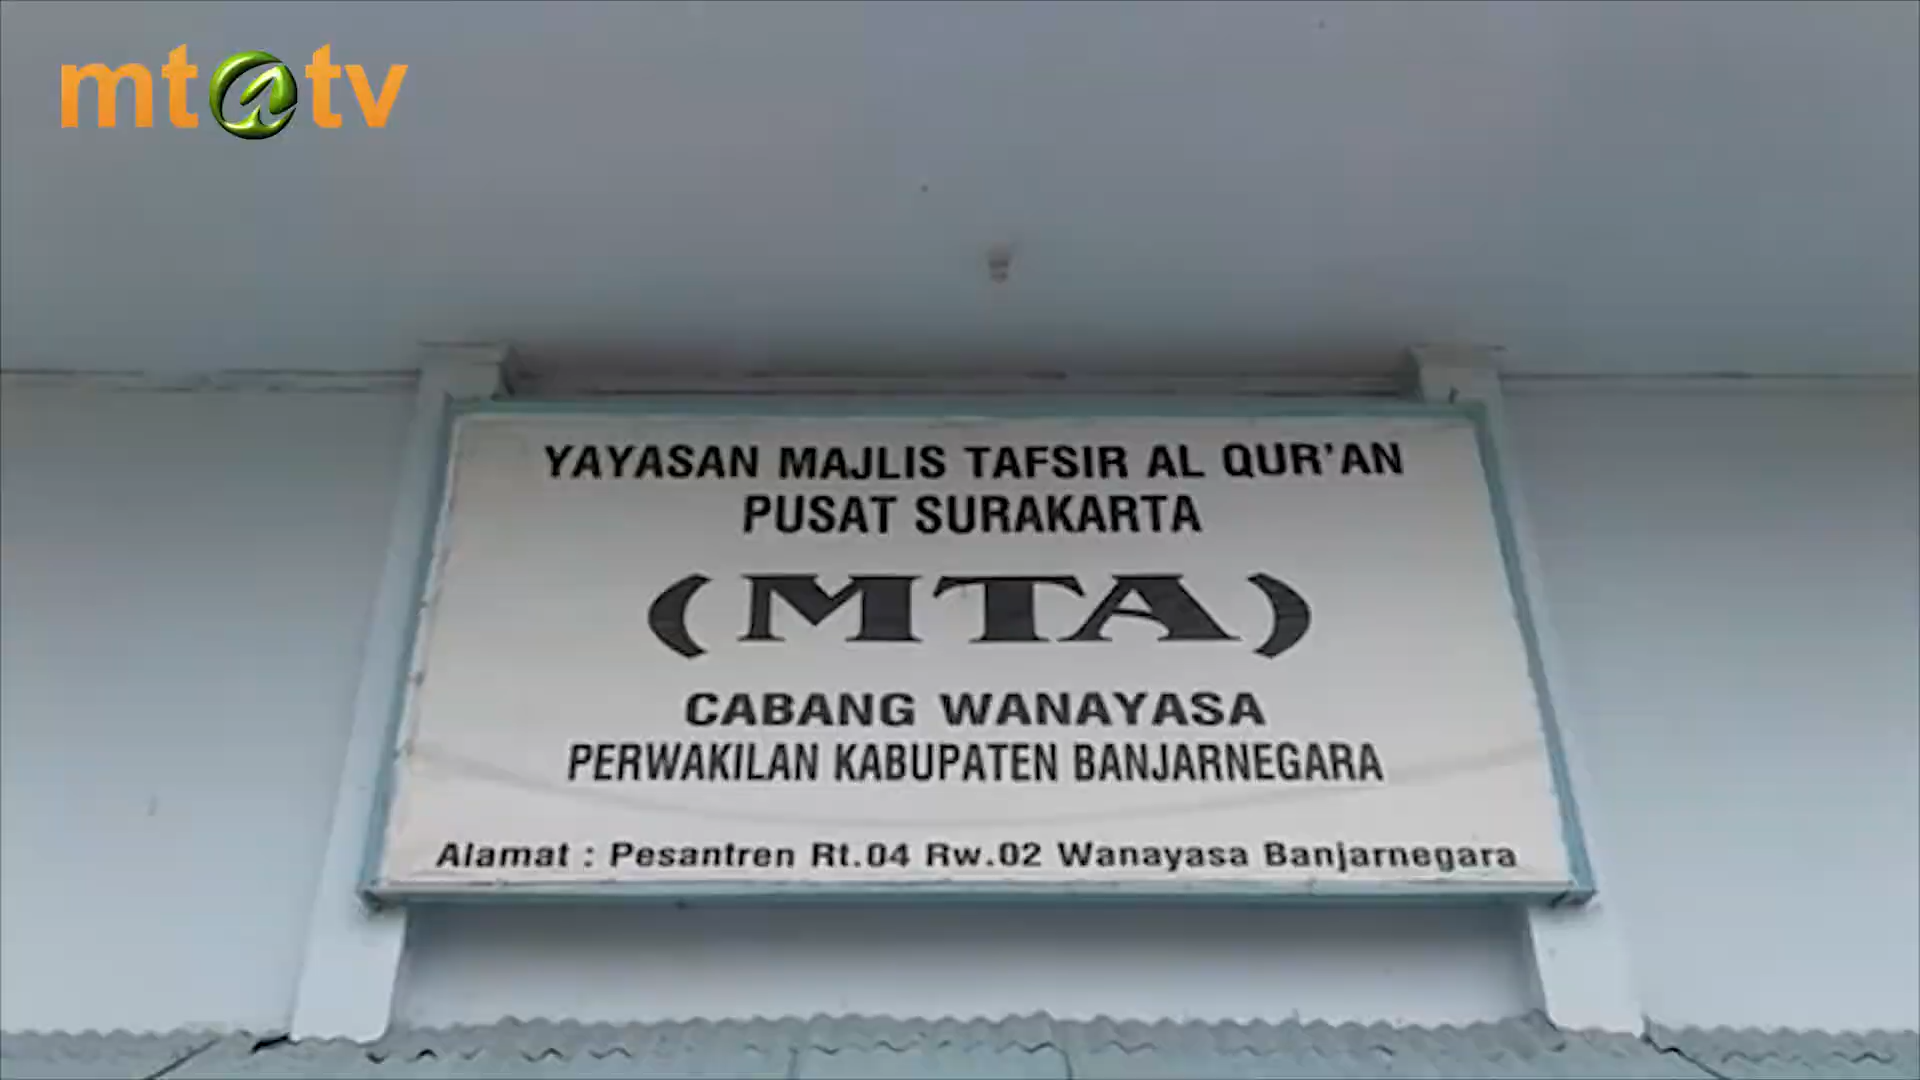 mt@tv
YAYASAN MAJLIS TAFSIR AL QUR'AN
PUSAT SURAKARTA
(MTA)
CABANG WANAYASA
PERWAKILAN KABUPATEN BANJARNEGARA
Alamat : Pesantren Rt.04 Rw.02 Wanayasa Banjarnegara